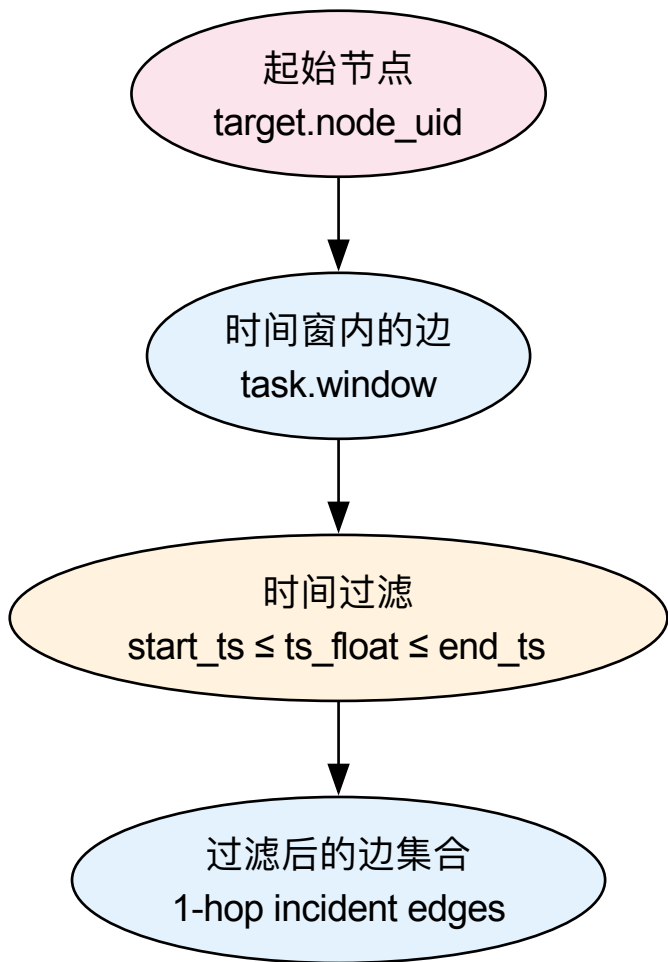 起始节点
target.node_uid
时间窗内的边
task.window
时间过滤
start_ts ≤ ts_float ≤ end_ts
过滤后的边集合
1-hop incident edges